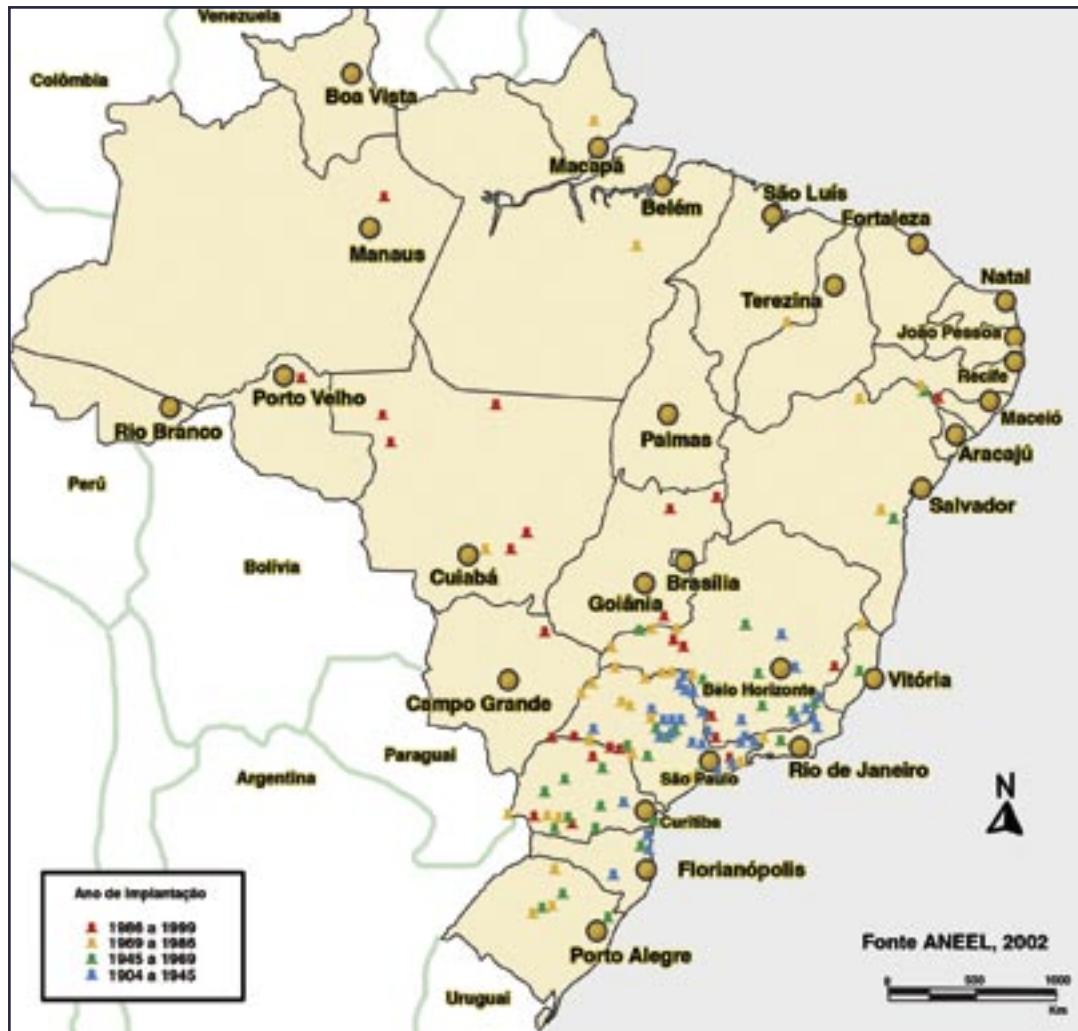 Venezuela
Colômbia
Boa Vista
Macapá
Belém
São Luís
Fortaleza
Manaus
Natal
Terezina
João Pessoa
Recife
Porto Velho
Maceió
Rio Branco
Palmas
Aracajú
Perú
Salvador
Bolívia
Cuiabá
Brasília
Goiânia
Belo Horizonte
Vitória
Campo Grande
Paraguai
Argentina
São Paulo
Rio de Janeiro
N
Curitiba
Florianópolis
Ano de Implantação
1986 a 1999
1969 a 1986
1945 a 1969
1904 a 1945
Porto Alegre
Fonte ANEEL, 2002
Uruguai
0 500 1000
Km